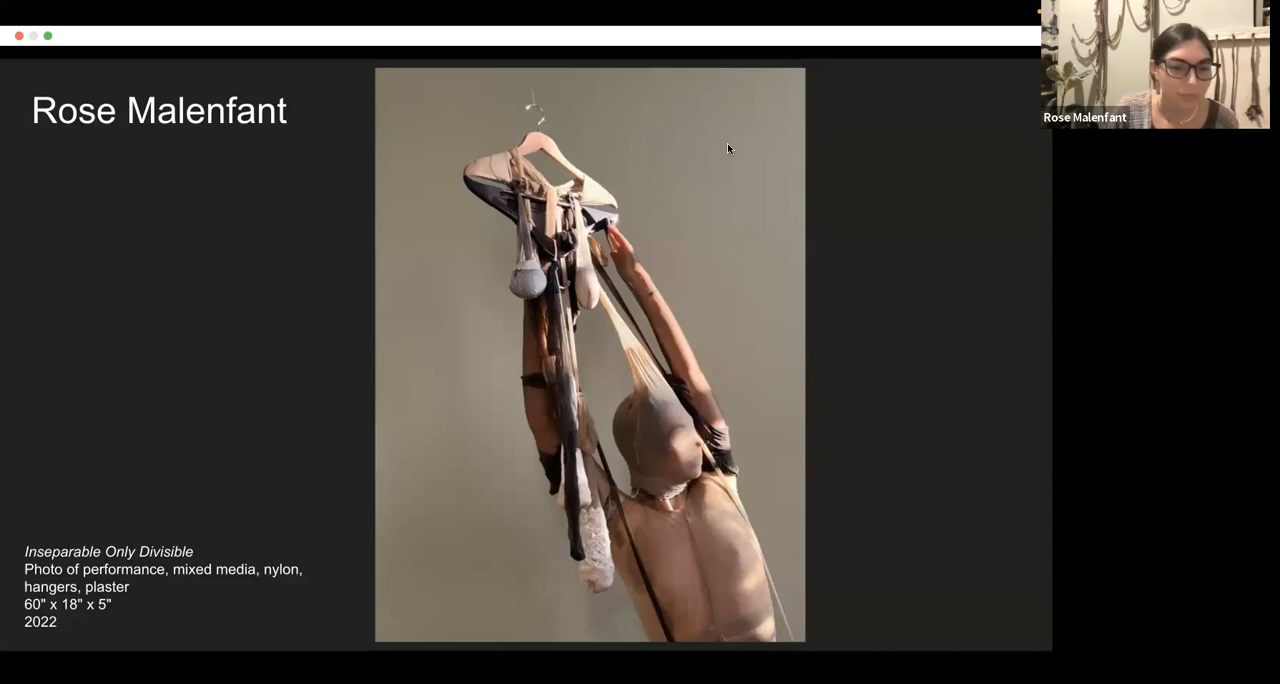 Rose Malenfant
Rose Malenfant
Inseparable Only Divisible
Photo of performance, mixed media, nylon,
hangers, plaster
60" x 18" x 5"
2022